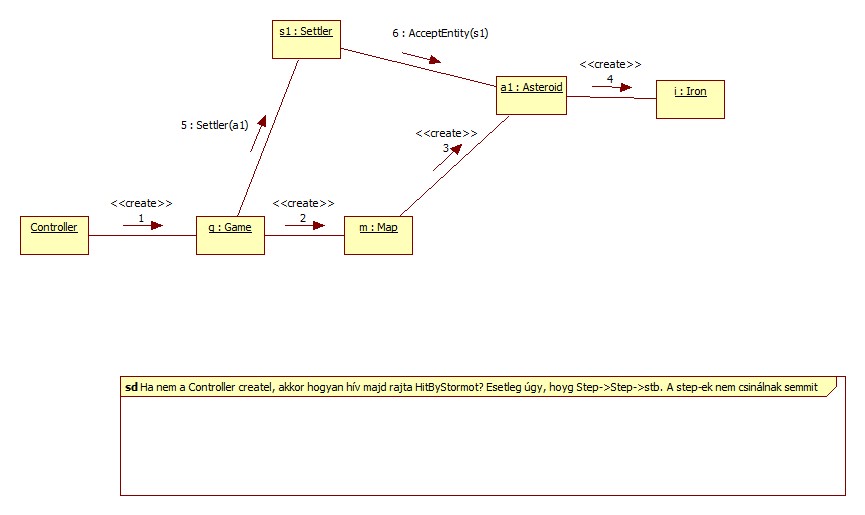 s1 : Settler
6 : AcceptEntity(s1)
<<create>>
4
a1 : Asteroid
i : Iron
5 : Settler(a1)
<<create>>
3
<<create>>
1
<<create>>
2
Controller
g : Game
m : Map
sd Ha nem a Controller createl, akkor hogyan hív majd rajta HitByStormot? Esetleg úgy, hoyg Step->Step->stb. A step-ek nem csinálnak semmit